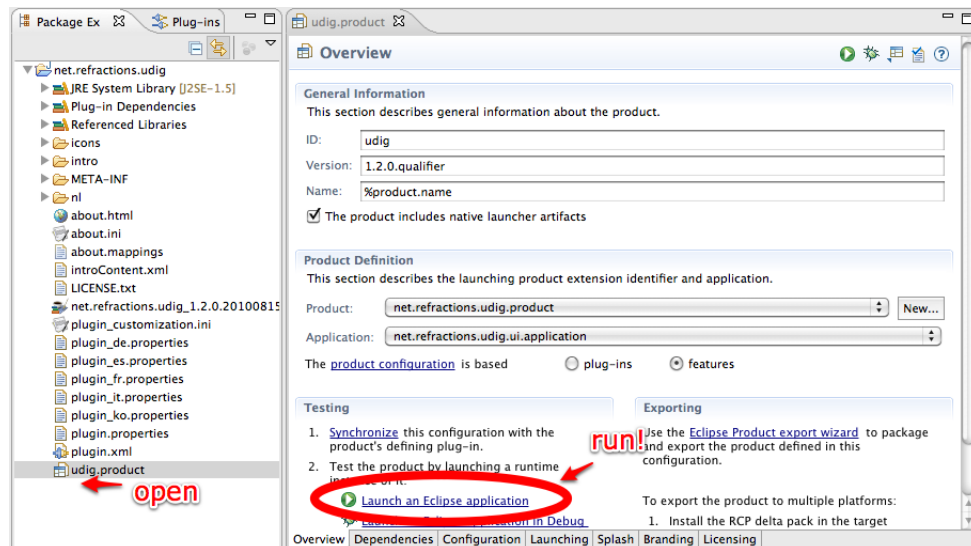 Package Ex
Plug-ins
net.refractions.udig
JRE System Library [J2SE-1.5]
Plug-in Dependencies
Referenced Libraries
icons
intro
META-INF
nl
about.html
about.ini
about.mappings
introContent.xml
LICENSE.txt
net.refractions.udig_1.2.0.20100815
plugin_customization.ini
plugin_de.properties
plugin_es.properties
plugin_fr.properties
plugin_it.properties
plugin_ko.properties
plugin.properties
plugin.xml
udig.product
open
udig.product
Overview
General Information
This section describes general information about the product.
ID: udig
Version: 1.2.0.qualifier
Name: %product.name
The product includes native launcher artifacts
Product Definition
This section describes the launching product extension identifier and application.
Product: net.refractions.udig.product New...
Application: net.refractions.udig.ui.application
The product configuration is based plug-ins features
Testing
1. Synchronize this configuration with the
product's defining plug-in.
2. Test the product by launching a runtime
instance of it:
run!
Launch an Eclipse application
Launch an Eclipse application in Debug
Exporting
Use the Eclipse Product export wizard to package
and export the product defined in this
configuration.
To export the product to multiple platforms:
1. Install the RCP delta pack in the target
Overview Dependencies Configuration Launching Splash Branding Licensing